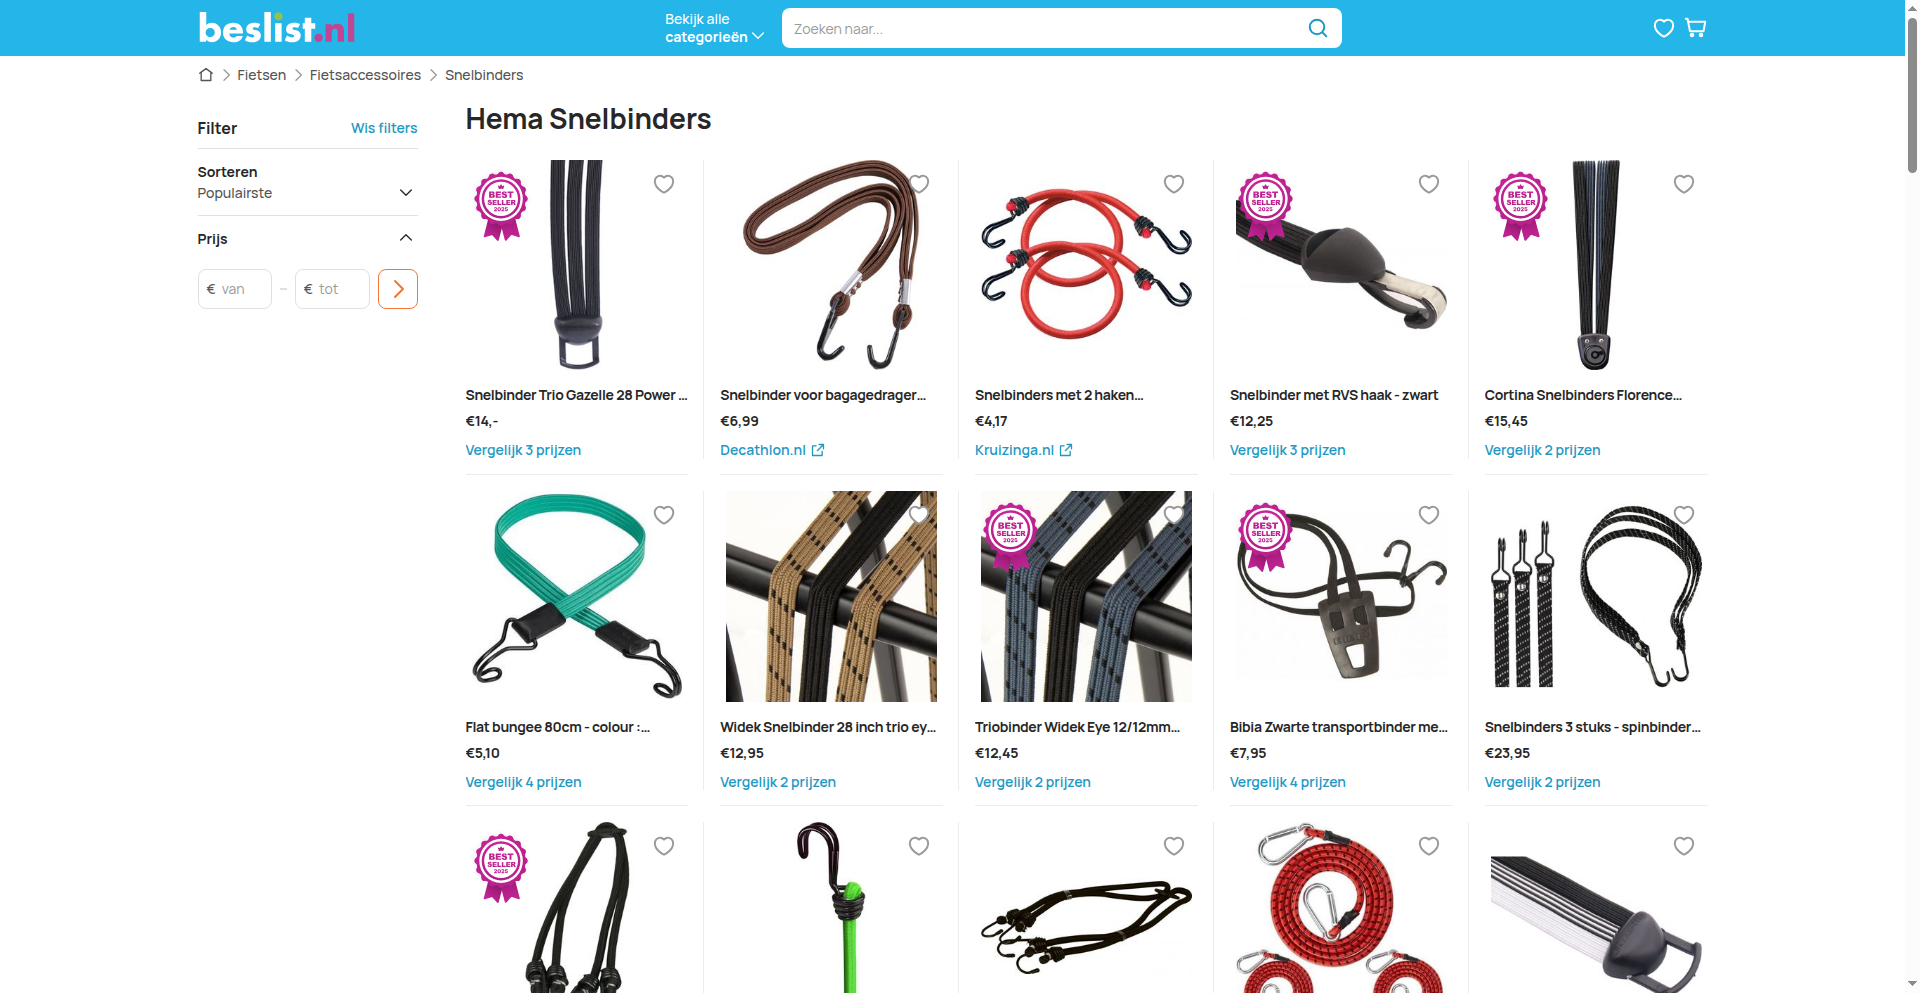 beslist.nl
Bekijk alle
categorieën
Zoeken naar...
Fietsen
Fietsaccessoires
Snelbinders
Filter
Wis filters
Sorteren
Populairste
Prijs
€ van
–
€ tot
Hema Snelbinders
BEST
SELLER
2025
BEST
SELLER
2025
BEST
SELLER
2025
Snelbinder Trio Gazelle 28 Power ...
€14,-
Vergelijk 3 prijzen
Snelbinder voor bagagedrager...
€6,99
Decathlon.nl
Snelbinders met 2 haken...
€4,17
Kruizinga.nl
Snelbinder met RVS haak - zwart
€12,25
Vergelijk 3 prijzen
Cortina Snelbinders Florence...
€15,45
Vergelijk 2 prijzen
BEST
SELLER
2025
BEST
SELLER
2025
Flat bungee 80cm - colour :...
€5,10
Vergelijk 4 prijzen
Widek Snelbinder 28 inch trio ey...
€12,95
Vergelijk 2 prijzen
Triobinder Widek Eye 12/12mm...
€12,45
Vergelijk 2 prijzen
Bibia Zwarte transportbinder me...
€7,95
Vergelijk 4 prijzen
Snelbinders 3 stuks - spinbinder...
€23,95
Vergelijk 2 prijzen
BEST
SELLER
2025